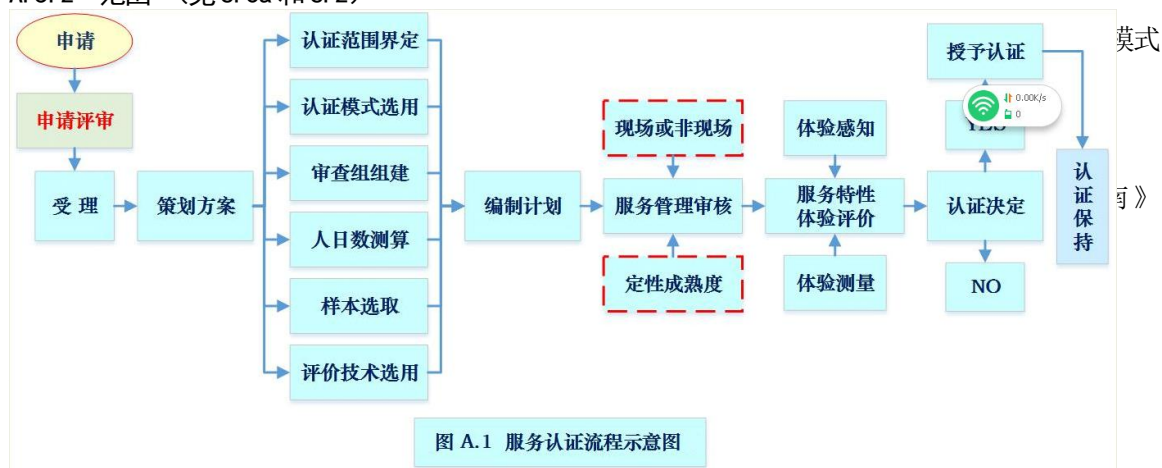 申请
申请评审
受 理
策划方案
认证范围界定
认证模式选用
审查组组建
人日数测算
样本选取
评价技术选用
编制计划
现场或非现场
服务管理审核
定性成熟度
体验感知
服务特性
体验评价
体验测量
授予认证
0.00K/s
0
认证决定
NO
认
证
保
持
模式
南》
图 A.1 服务认证流程示意图